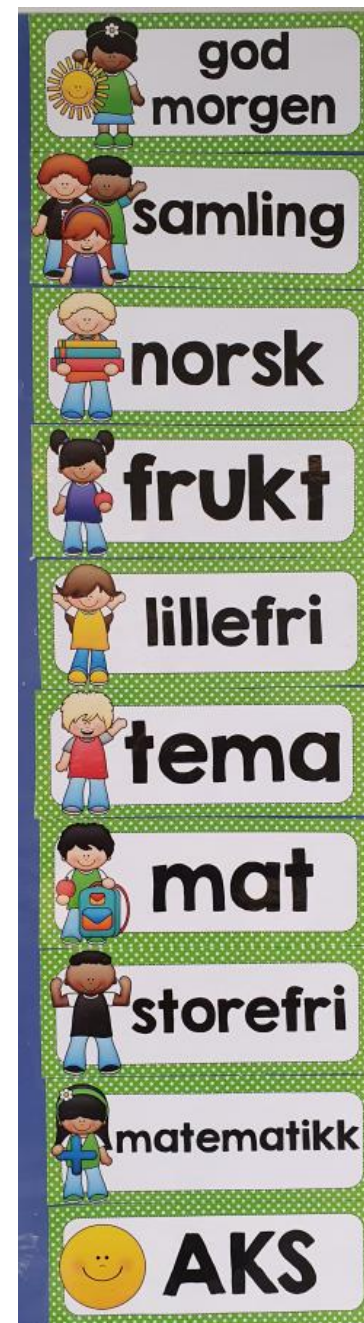 god
morgen
samling
norsk
frukt
lillefri
tema
mat
storefri
matematikk
AKS